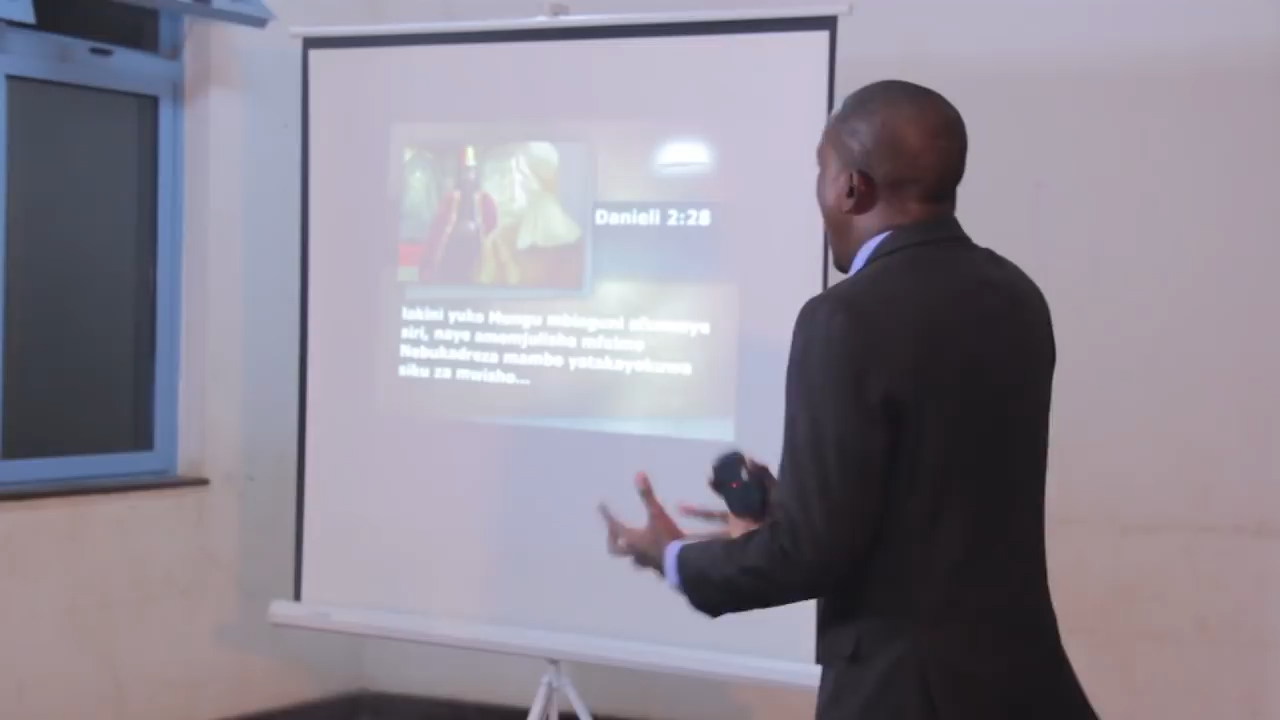 Danieli 2:28
lakini yuko Mungu mbinguni afunuaye
siri, naye amemjulisha mfalme
Nebukadreza mambo yatakayokuwa
siku za mwisho...